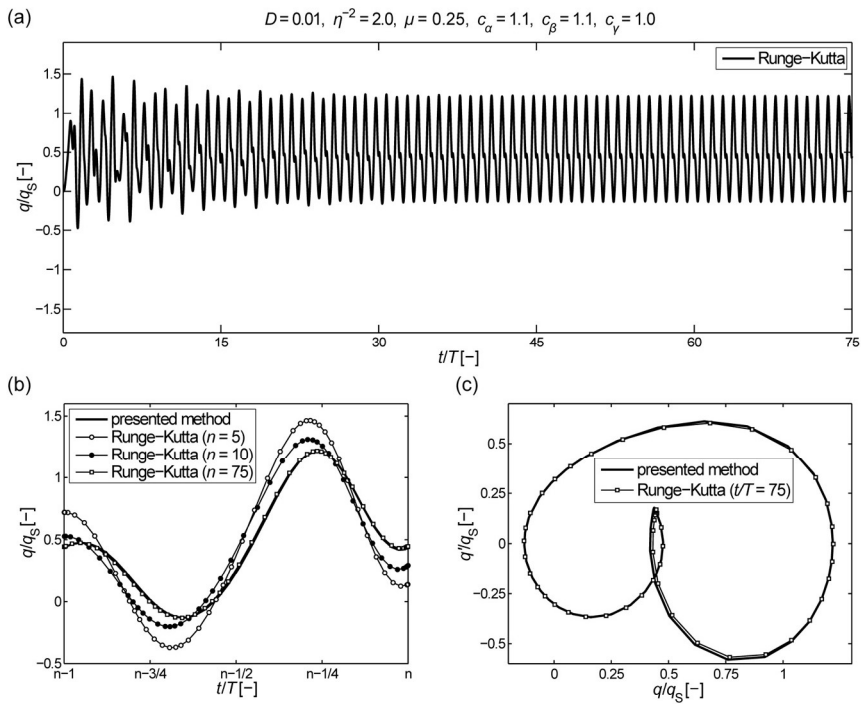 (a)
D = 0.01, η⁻² = 2.0, μ = 0.25, cα = 1.1, cβ = 1.1, cγ = 1.0
Runge−Kutta
1.5
1
0.5
0
−0.5
−1
−1.5
q/qS [−]
0 15 30 45 60 75
t/T [−]
(b)
presented method
Runge−Kutta (n = 5)
Runge−Kutta (n = 10)
Runge−Kutta (n = 75)
1.5
1
0.5
0
−0.5
q/qS [−]
n−1 n−3/4 n−1/2 n−1/4 n
t/T [−]
(c)
presented method
Runge−Kutta (t/T = 75)
0.5
0.25
0
−0.25
−0.5
q'/qS [−]
0 0.25 0.5 0.75 1
q/qS [−]